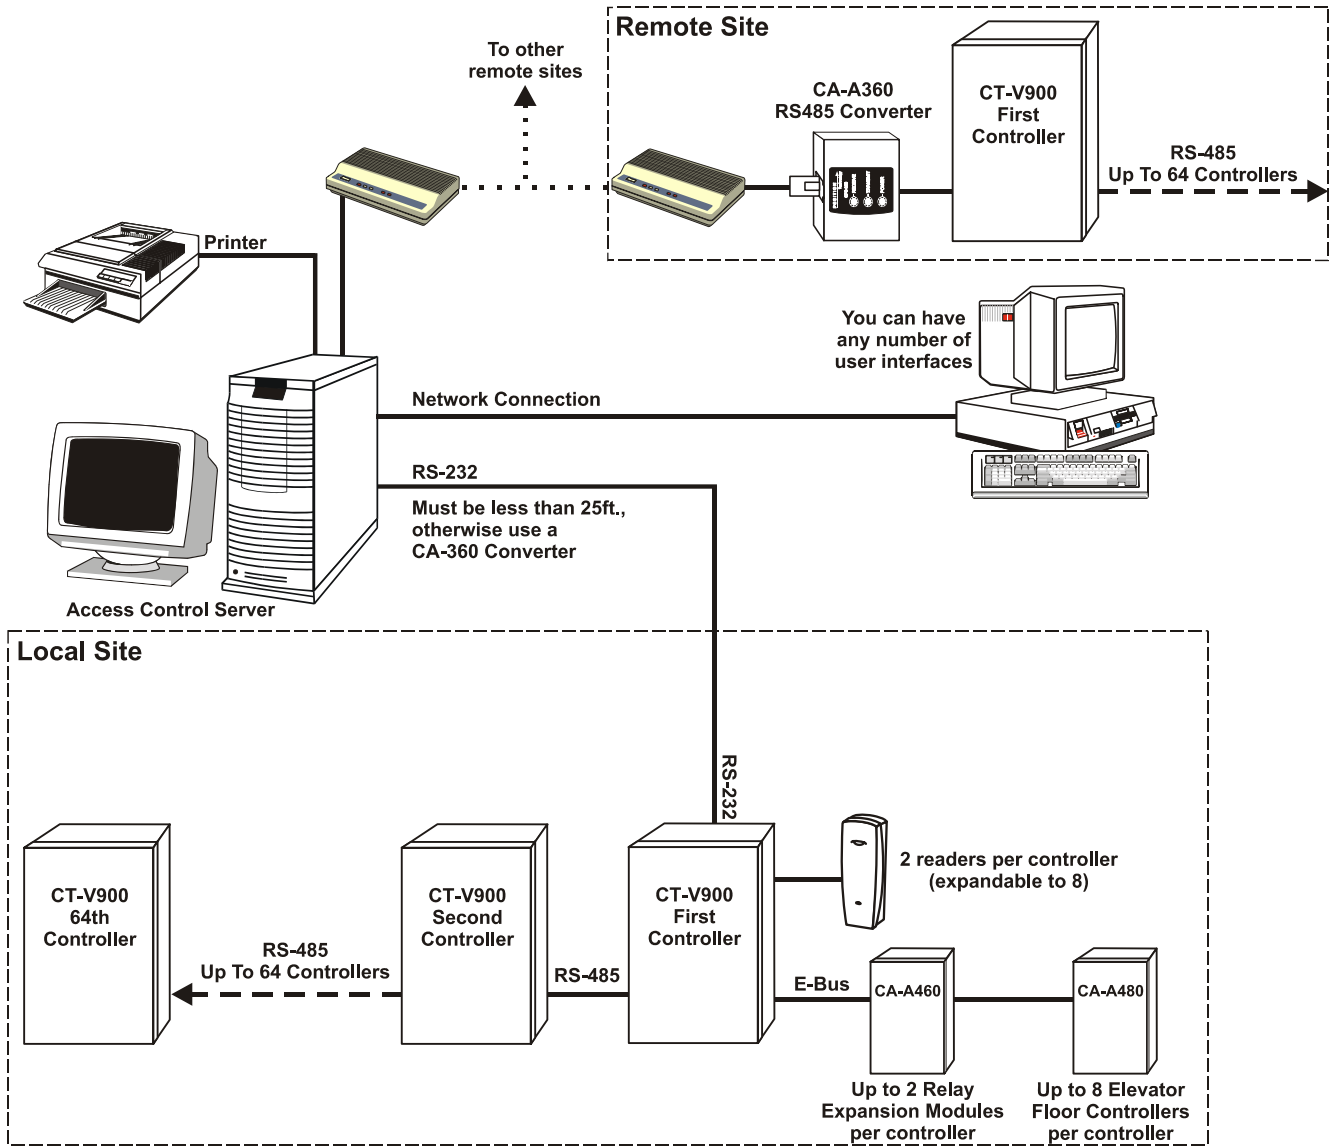 Remote Site
To other
remote sites
CA-A360
RS485 Converter
CT-V900
First
Controller
RS-485
Up To 64 Controllers
Printer
You can have
any number of
user interfaces
Network Connection
RS-232
Must be less than 25ft.,
otherwise use a
CA-360 Converter
Access Control Server
Local Site
RS-232
CT-V900
64th
Controller
RS-485
Up To 64 Controllers
CT-V900
Second
Controller
RS-485
CT-V900
First
Controller
2 readers per controller
(expandable to 8)
E-Bus
CA-A460
CA-A480
Up to 2 Relay
Expansion Modules
per controller
Up to 8 Elevator
Floor Controllers
per controller